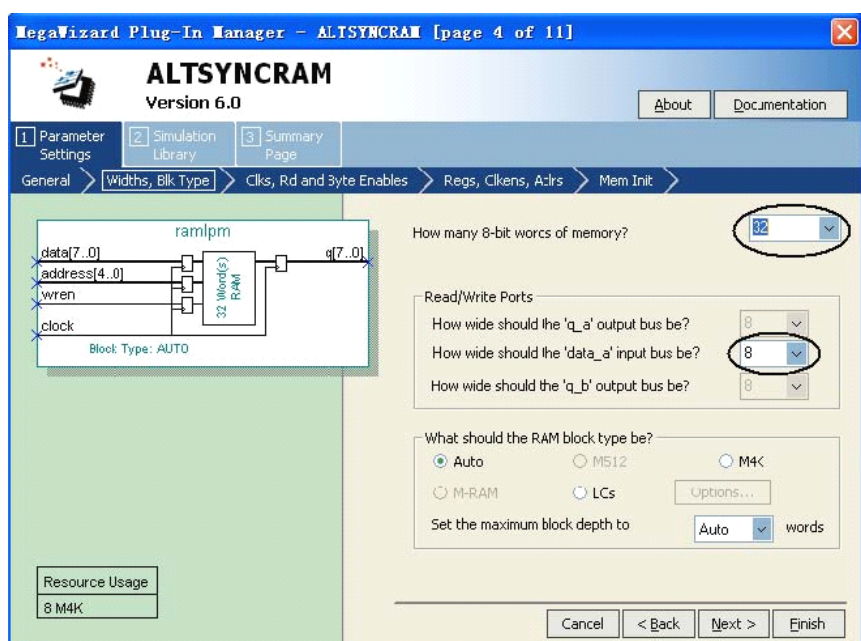 MegaWizard Plug-In Manager - ALTSYNCRAM [page 4 of 11]
ALTSYNCRAM
Version 6.0
About
Documentation
1 Parameter Settings
2 Simulation Library
3 Summary Page
General
Widths, Blk Type
Clks, Rd and Byte Enables
Regs, Clkens, Aclrs
Mem Init
ramlpm
data[7..0]
address[4..0]
wren
clock
q[7..0]
32 Word(s)
RAM
Block Type: AUTO
How many 8-bit words of memory?
32
Read/Write Ports
How wide should the 'q_a' output bus be?
8
How wide should the 'data_a' input bus be?
8
How wide should the 'q_b' output bus be?
8
What should the RAM block type be?
Auto
M512
M4K
M-RAM
LCs
Options...
Set the maximum block depth to
Auto
words
Resource Usage
8 M4K
Cancel
< Back
Next >
Finish